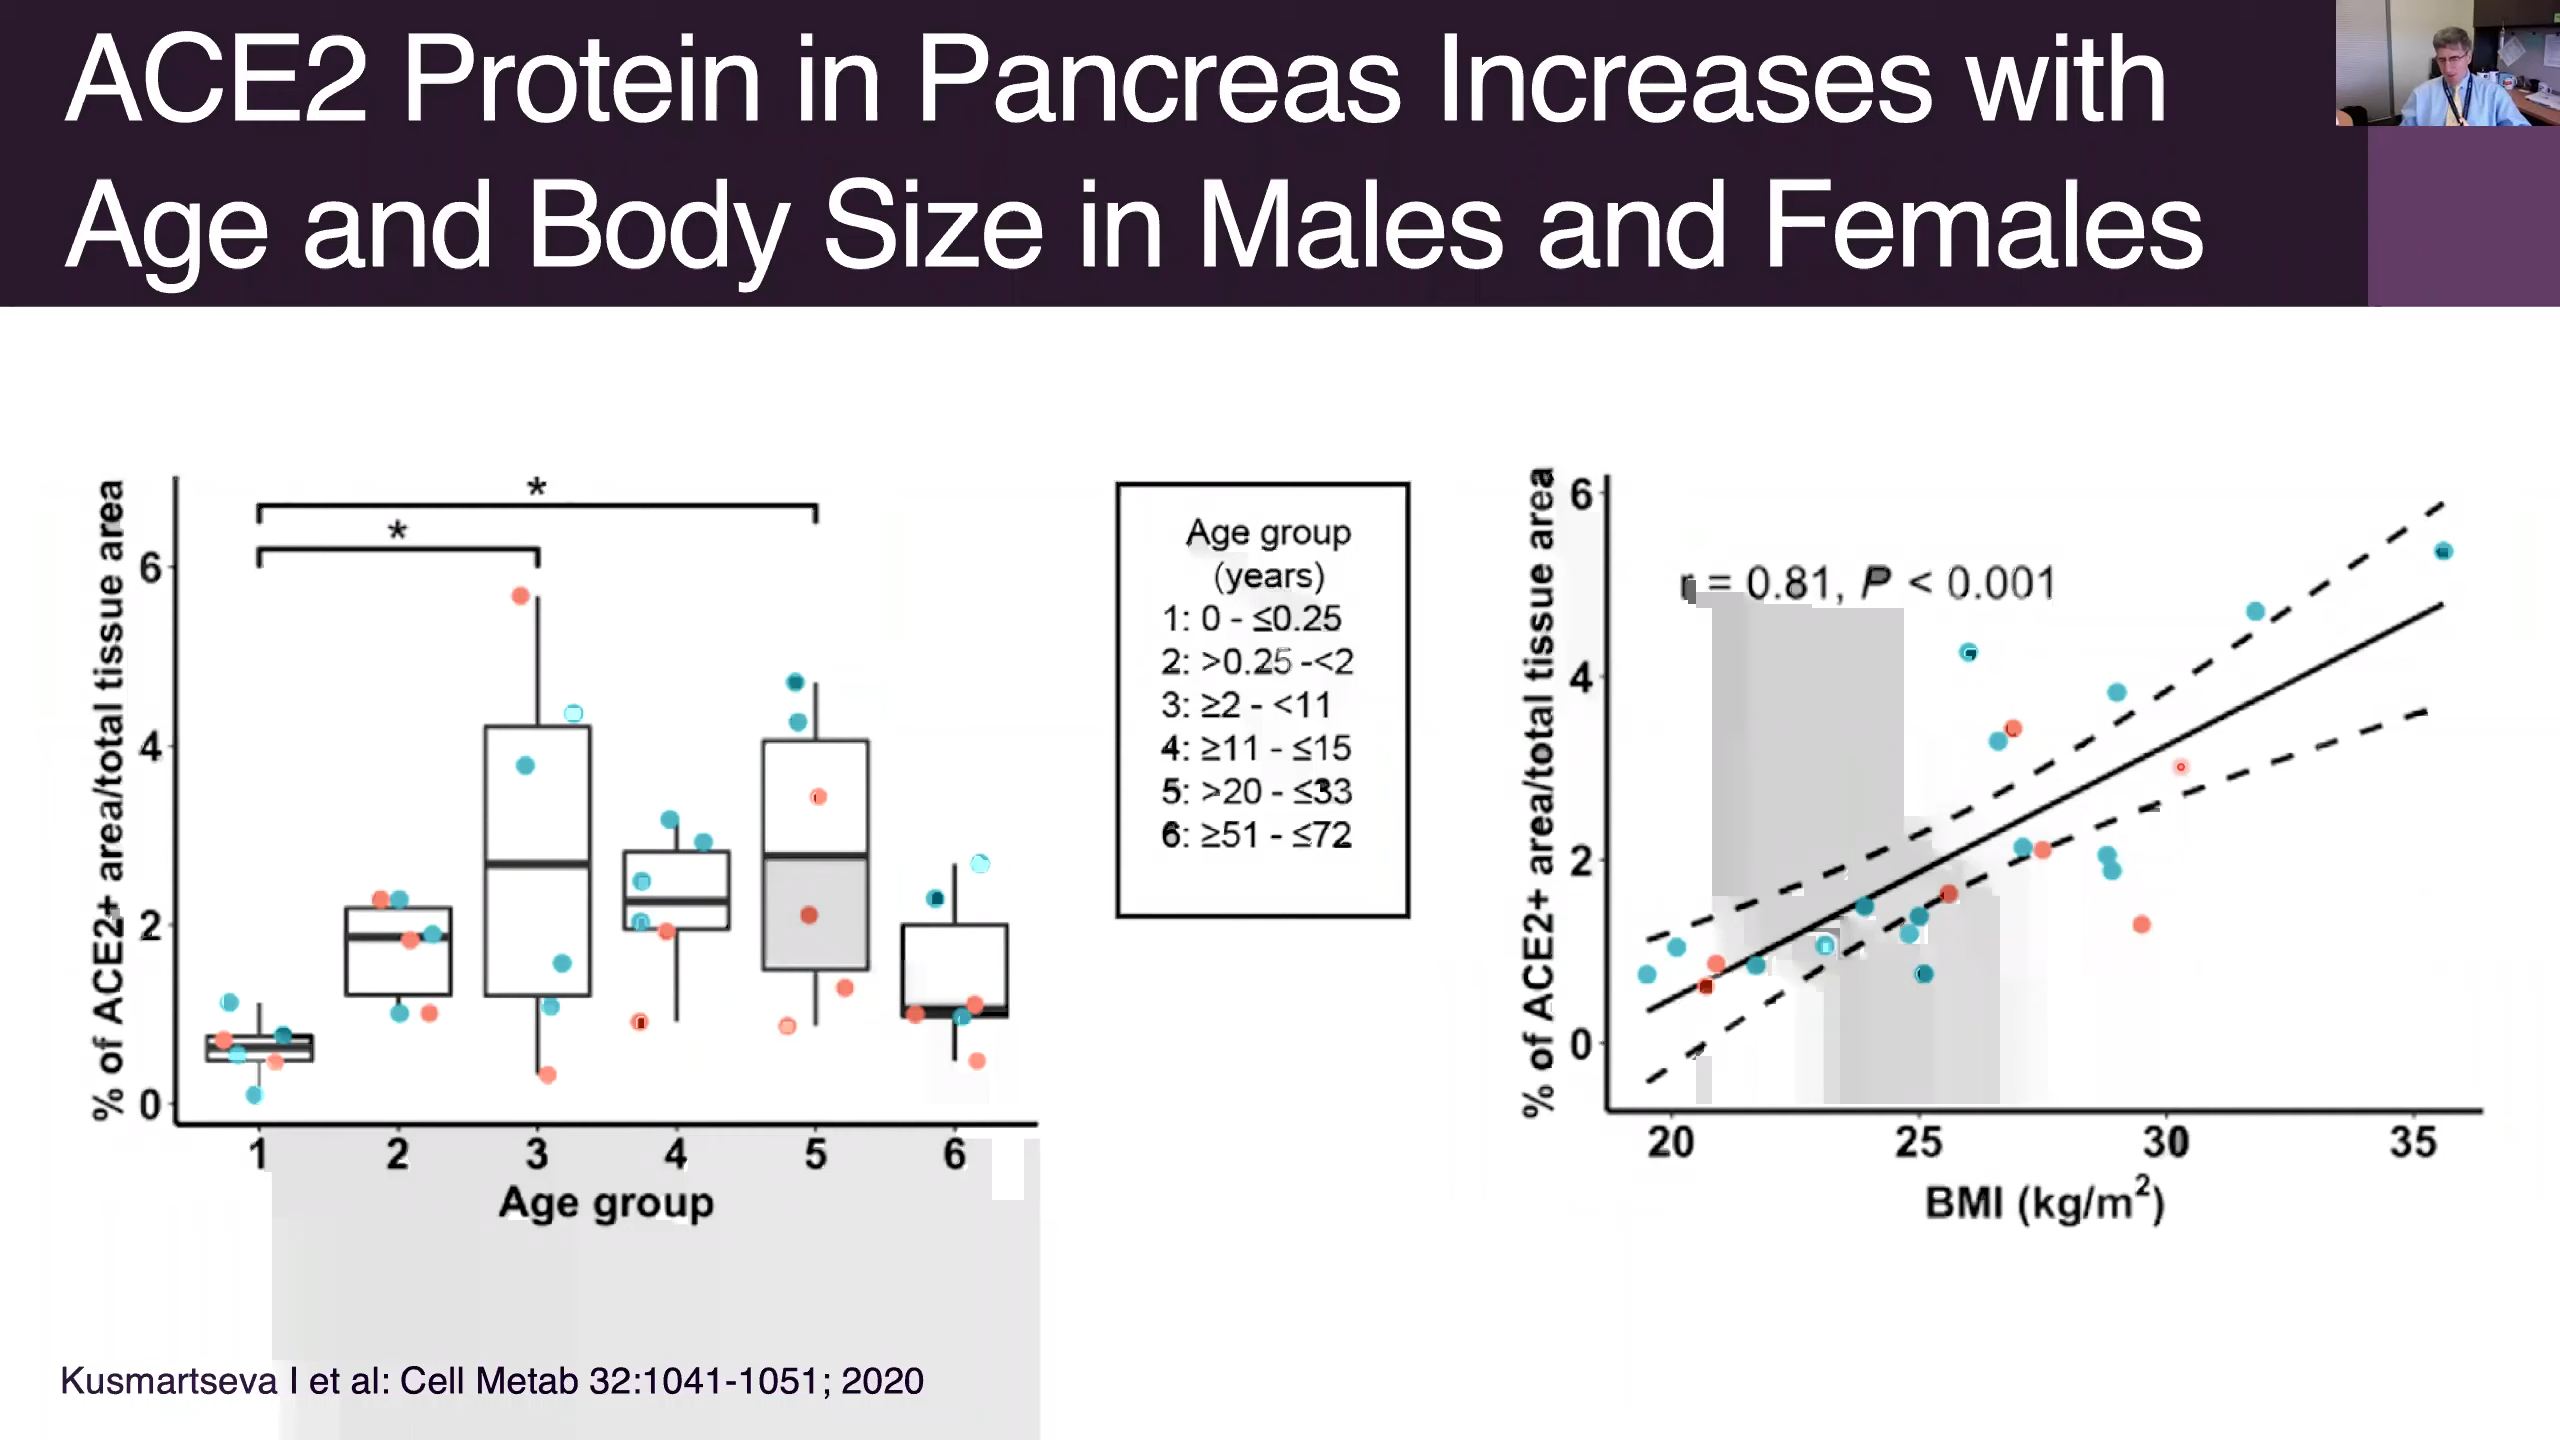 ACE2 Protein in Pancreas Increases with
Age and Body Size in Males and Females
% of ACE2+ area/total tissue area
6
4
2
0
*
*
1 2 3 4 5 6
Age group
Age group
(years)
1: 0 - ≤0.25
2: >0.25 -<2
3: ≥2 - <11
4: ≥11 - ≤15
5: >20 - ≤33
6: ≥51 - ≤72
% of ACE2+ area/total tissue area
6
4
2
0
r = 0.81, P < 0.001
20 25 30 35
BMI (kg/m²)
Kusmartseva I et al: Cell Metab 32:1041-1051; 2020